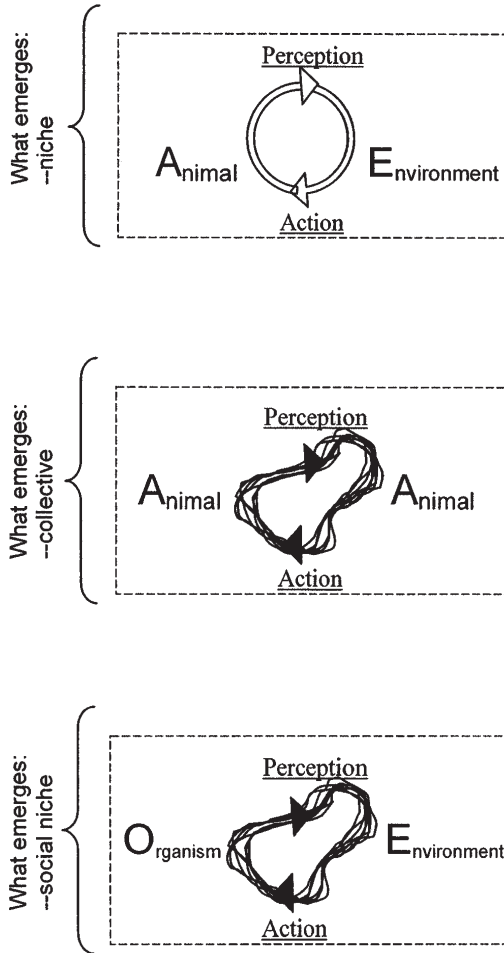 What emerges:
--niche
Perception
Animal
Environment
Action
What emerges:
--collective
Perception
Animal
Animal
Action
What emerges:
--social niche
Perception
Organism
Environment
Action